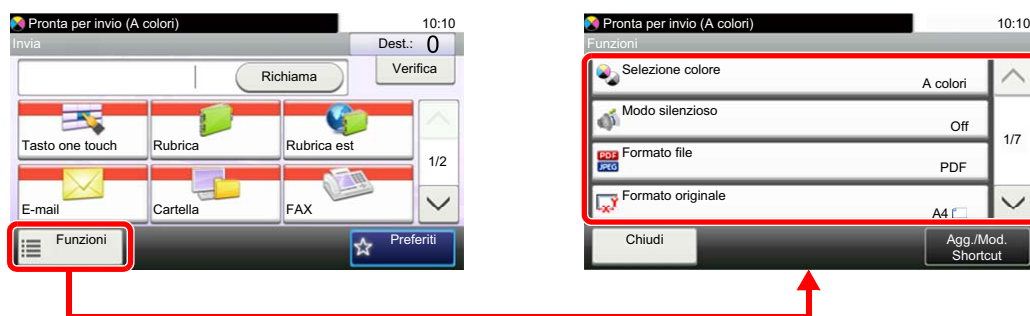 Pronta per invio (A colori)
10:10
Invia
Dest.: 0
Richiama
Verifica
Tasto one touch
Rubrica
Rubrica est
1/2
E-mail
Cartella
FAX
Funzioni
Preferiti
Pronta per invio (A colori)
10:10
Funzioni
Selezione colore
A colori
Modo silenzioso
Off
1/7
PDF
JPEG
Formato file
PDF
Formato originale
A4
Chiudi
Agg./Mod.
Shortcut